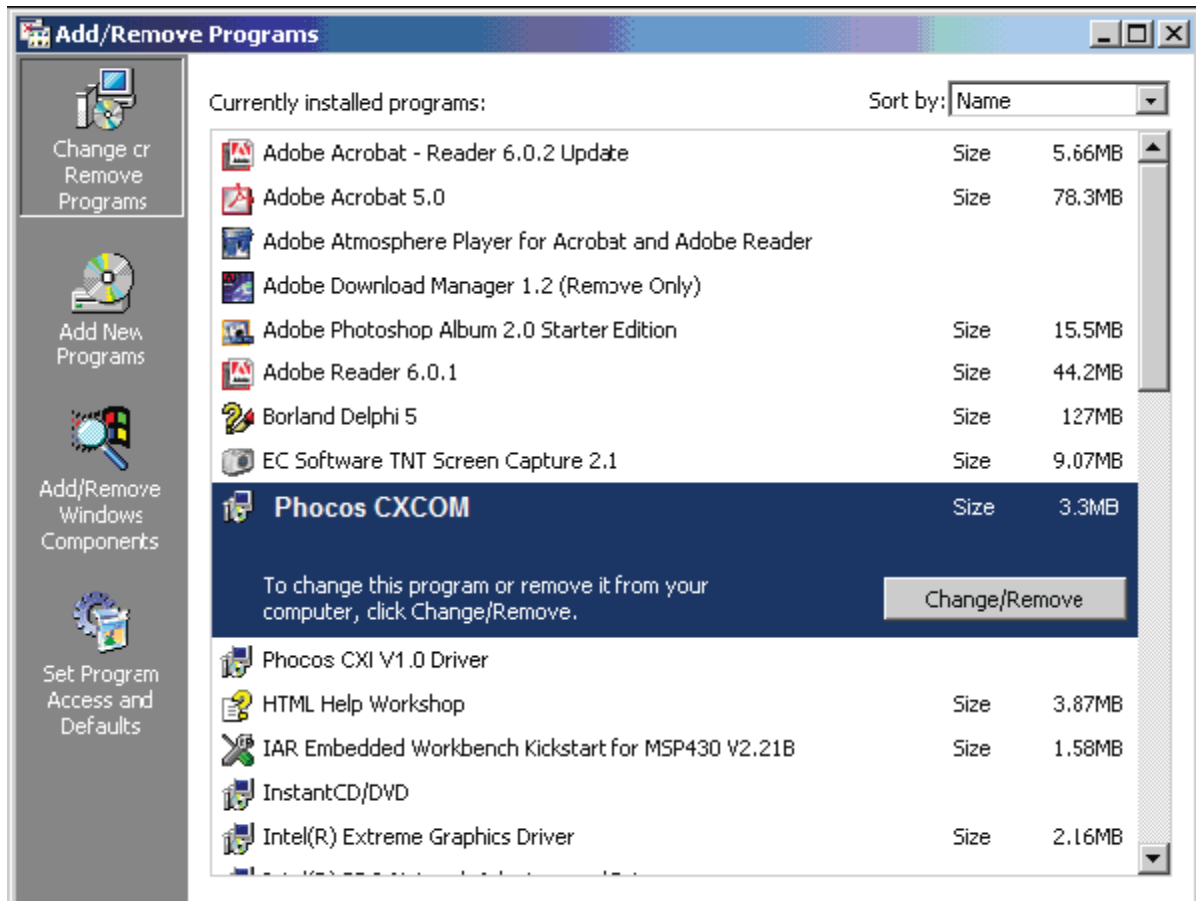 Add/Remove Programs
Change or
Remove
Programs
Add New
Programs
Add/Remove
Windows
Components
Set Program
Access and
Defaults
Currently installed programs:
Sort by: Name
Adobe Acrobat - Reader 6.0.2 Update Size 5.66MB
Adobe Acrobat 5.0 Size 78.3MB
Adobe Atmosphere Player for Acrobat and Adobe Reader
Adobe Download Manager 1.2 (Remove Only)
Adobe Photoshop Album 2.0 Starter Edition Size 15.5MB
Adobe Reader 6.0.1 Size 44.2MB
Borland Delphi 5 Size 127MB
EC Software TNT Screen Capture 2.1 Size 9.07MB
Phocos CXCOM Size 3.3MB
To change this program or remove it from your
computer, click Change/Remove.
Change/Remove
Phocos CXI V1.0 Driver
HTML Help Workshop Size 3.87MB
IAR Embedded Workbench Kickstart for MSP430 V2.21B Size 1.58MB
InstantCD/DVD
Intel(R) Extreme Graphics Driver Size 2.16MB